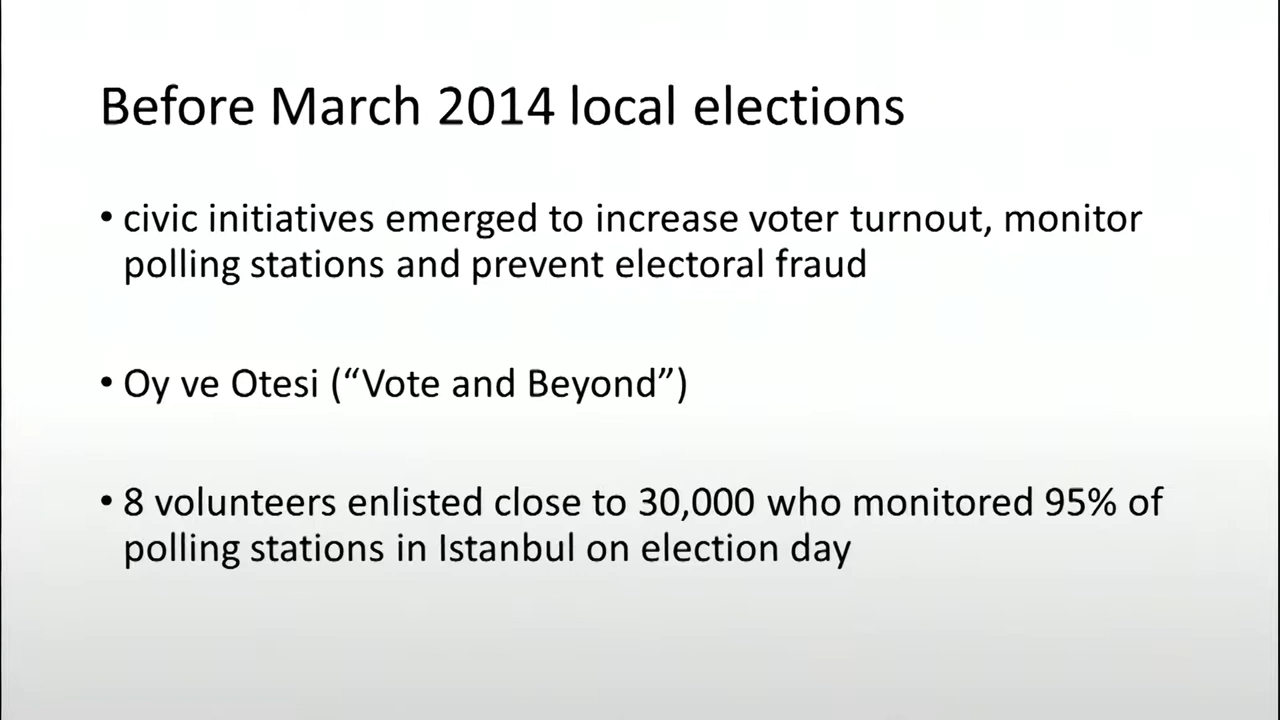 Before March 2014 local elections
• civic initiatives emerged to increase voter turnout, monitor
polling stations and prevent electoral fraud
• Oy ve Otesi (“Vote and Beyond”)
• 8 volunteers enlisted close to 30,000 who monitored 95% of
polling stations in Istanbul on election day